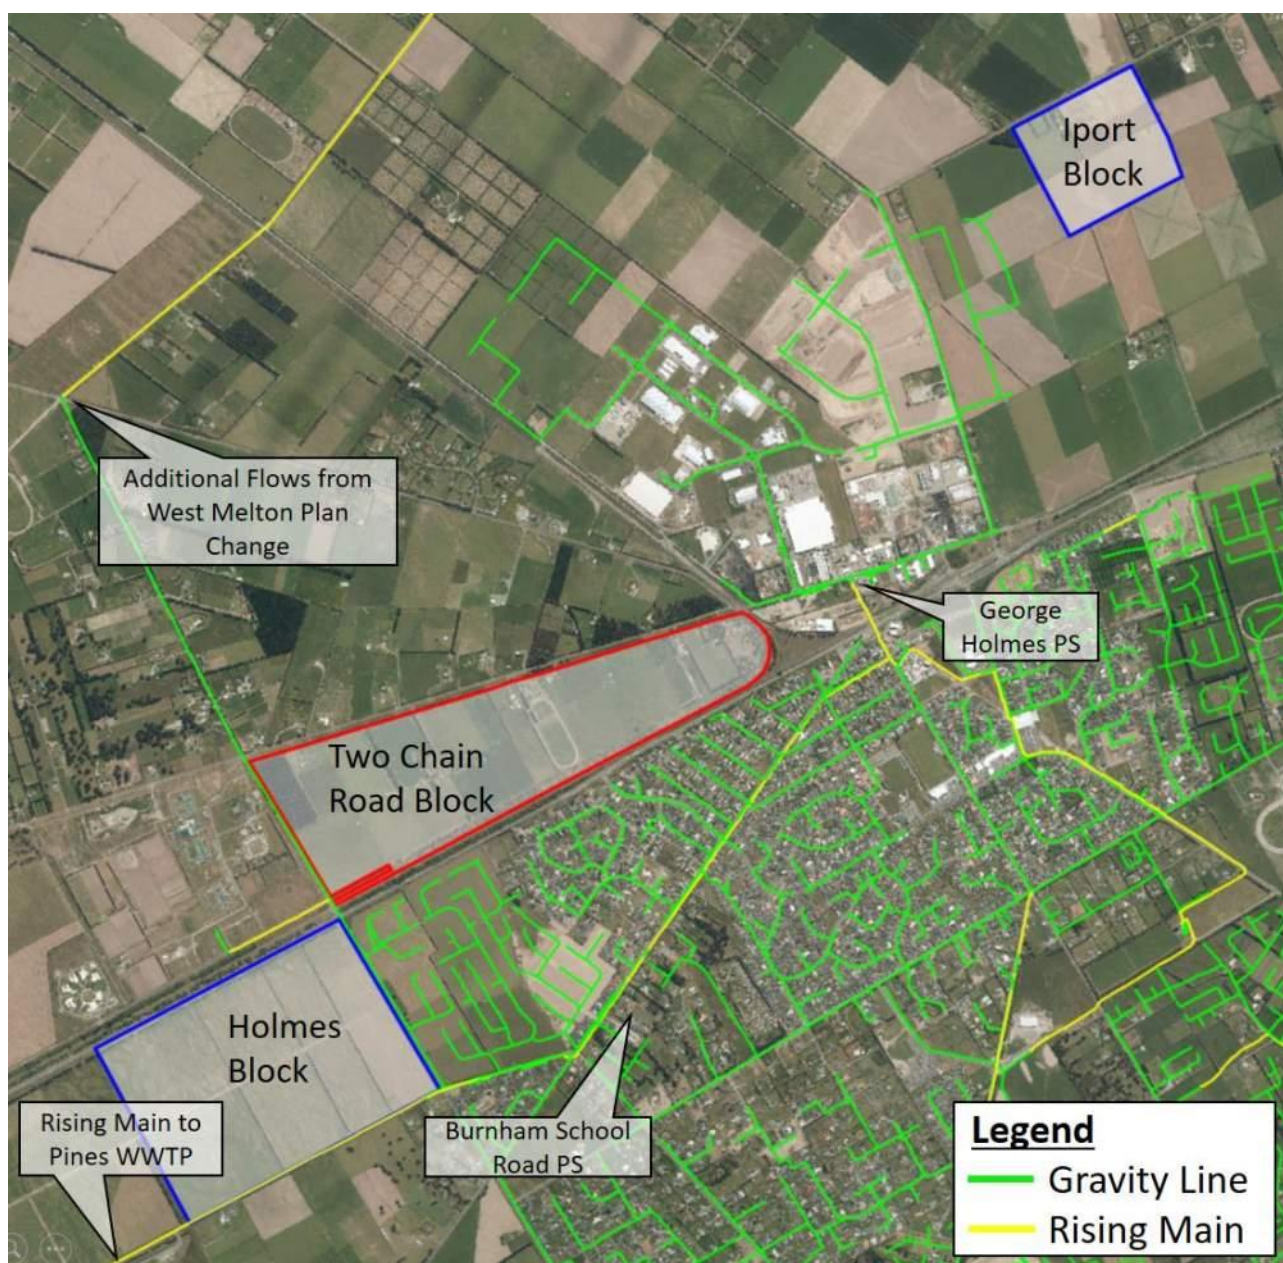 Iport
Block
Additional Flows from
West Melton Plan
Change
George
Holmes PS
Two Chain
Road Block
Holmes
Block
Rising Main to
Pines WWTP
Burnham School
Road PS
Legend
Gravity Line
Rising Main